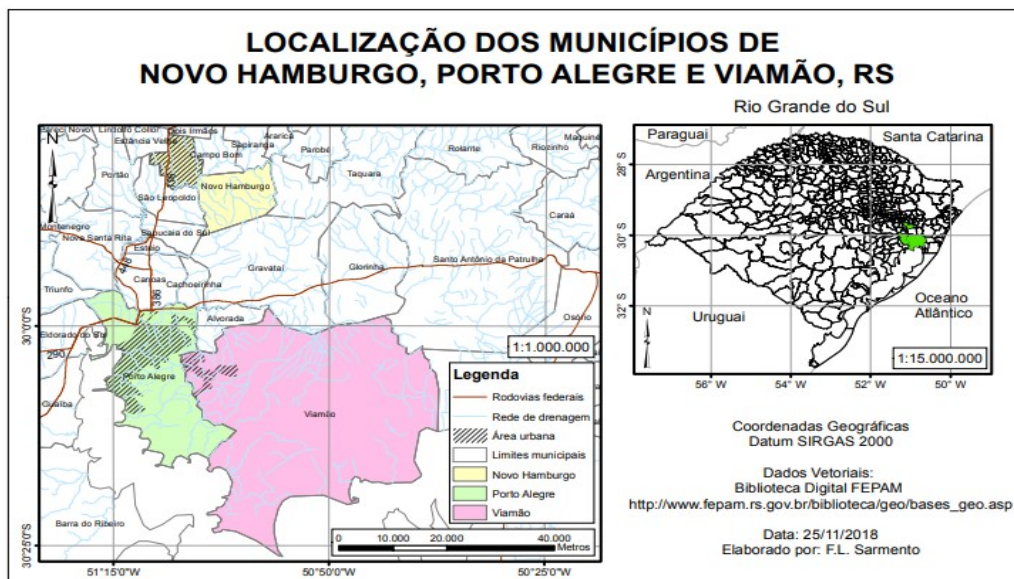 LOCALIZAÇÃO DOS MUNICÍPIOS DE
NOVO HAMBURGO, PORTO ALEGRE E VIAMÃO, RS
N
Lindolfo Collor
Dois Irmãos
Estância Velha
Campo Bom
Sapiranga
Araricá
Parobé
Rolante
Riozinho
Maquiné
Portão
Novo Hamburgo
Taquara
São Leopoldo
Caraá
Montenegro
Nova Santa Rita
Sapucaia do Sul
Esteio
448
Gravataí
Glorinha
Santo Antônio da Patrulha
Canoas
Cachoeirinha
Triunfo
386
Alvorada
Osório
Eldorado do Sul
290
Porto Alegre
Guaíba
Viamão
Barra do Ribeiro
30°0'0"S
30°25'0"S
51°15'0"W
50°50'0"W
50°25'0"W
1:1.000.000
Legenda
Rodovias federais
Rede de drenagem
Área urbana
Limites municipais
Novo Hamburgo
Porto Alegre
Viamão
0 10.000 20.000 40.000
Metros
Rio Grande do Sul
Paraguai
Santa Catarina
Argentina
Uruguai
Oceano
Atlântico
28° S
30° S
32° S
N
1:15.000.000
56° W 54° W 52° W 50° W
Coordenadas Geográficas
Datum SIRGAS 2000
Dados Vetoriais:
Biblioteca Digital FEPAM
http://www.fepam.rs.gov.br/biblioteca/geo/bases_geo.asp
Data: 25/11/2018
Elaborado por: F.L. Sarmento